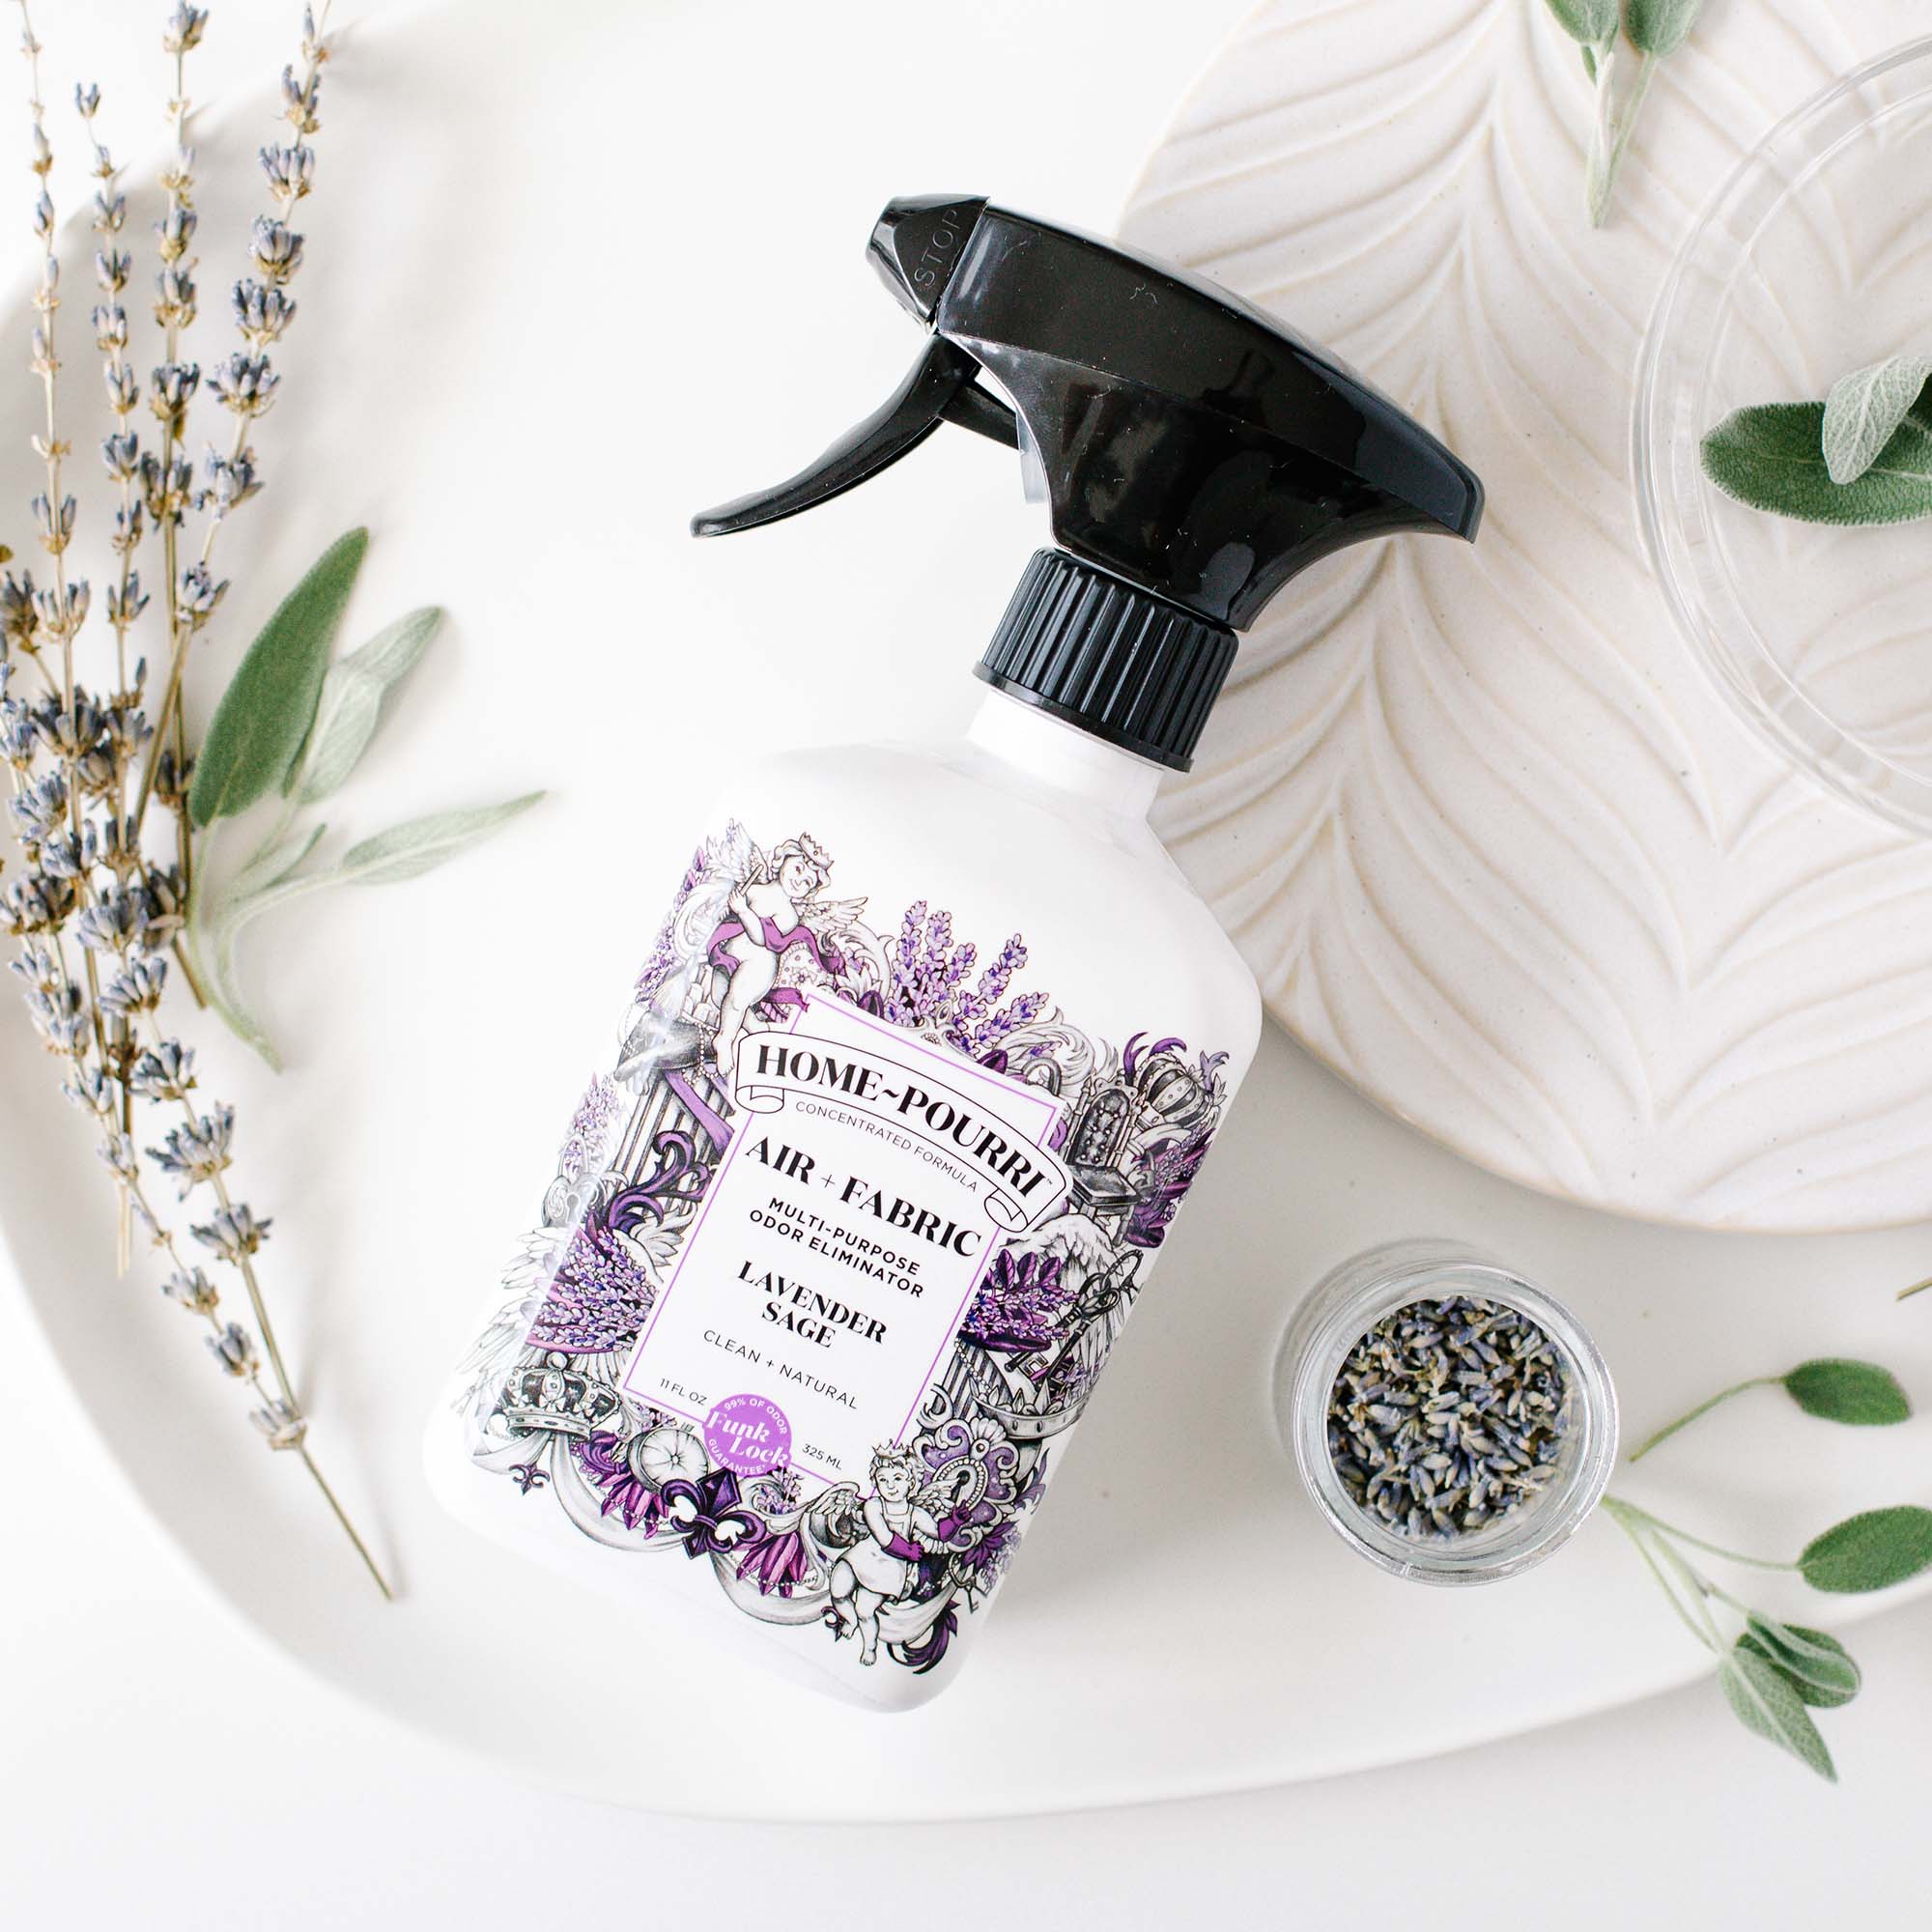 STOP
HOME~POURRI™
CONCENTRATED FORMULA
AIR + FABRIC
MULTI-PURPOSE
ODOR ELIMINATOR
LAVENDER
SAGE
CLEAN + NATURAL
11 FL OZ
99% OF ODOR
Funk
Lock
GUARANTEE*
325 ML